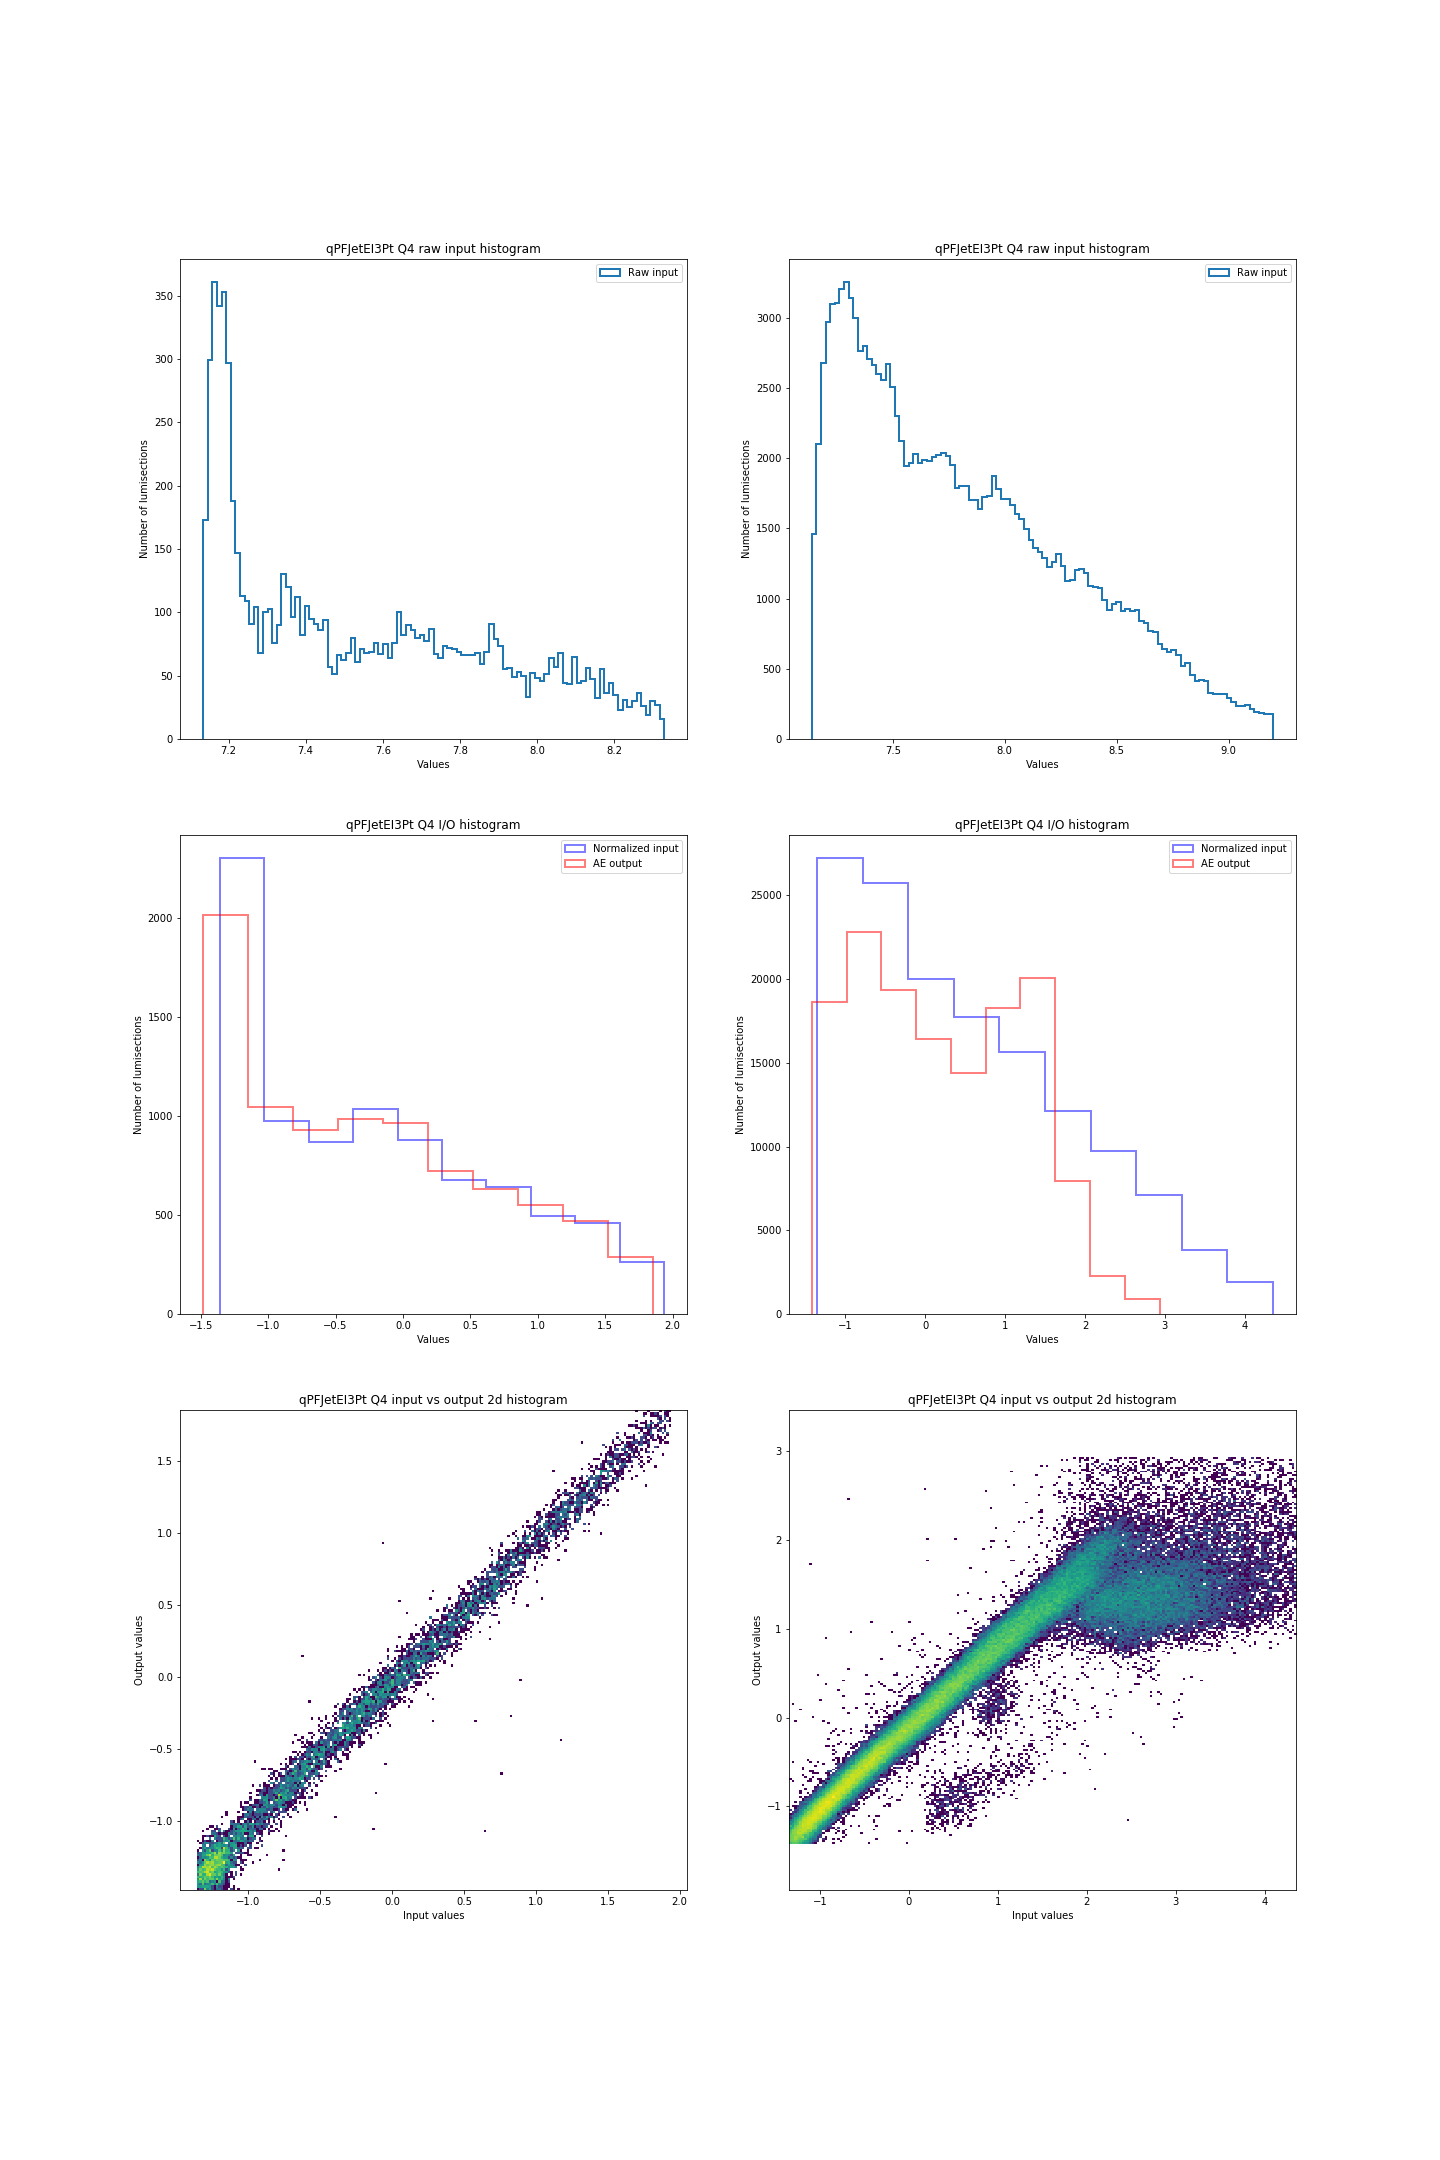 qPFJetEI3Pt Q4 raw input histogram
Raw input
350
300
250
200
150
100
50
0
Number of lumisections
7.2 7.4 7.6 7.8 8.0 8.2
Values
qPFJetEI3Pt Q4 raw input histogram
Raw input
3000
2500
2000
1500
1000
500
0
Number of lumisections
7.5 8.0 8.5 9.0
Values
qPFJetEI3Pt Q4 I/O histogram
Normalized input
AE output
2000
1500
1000
500
0
Number of lumisections
−1.5 −1.0 −0.5 0.0 0.5 1.0 1.5 2.0
Values
qPFJetEI3Pt Q4 I/O histogram
Normalized input
AE output
25000
20000
15000
10000
5000
0
Number of lumisections
−1 0 1 2 3 4
Values
qPFJetEI3Pt Q4 input vs output 2d histogram
1.5
1.0
0.5
0.0
−0.5
−1.0
Output values
−1.0 −0.5 0.0 0.5 1.0 1.5 2.0
Input values
qPFJetEI3Pt Q4 input vs output 2d histogram
3
2
1
0
−1
Output values
−1 0 1 2 3 4
Input values